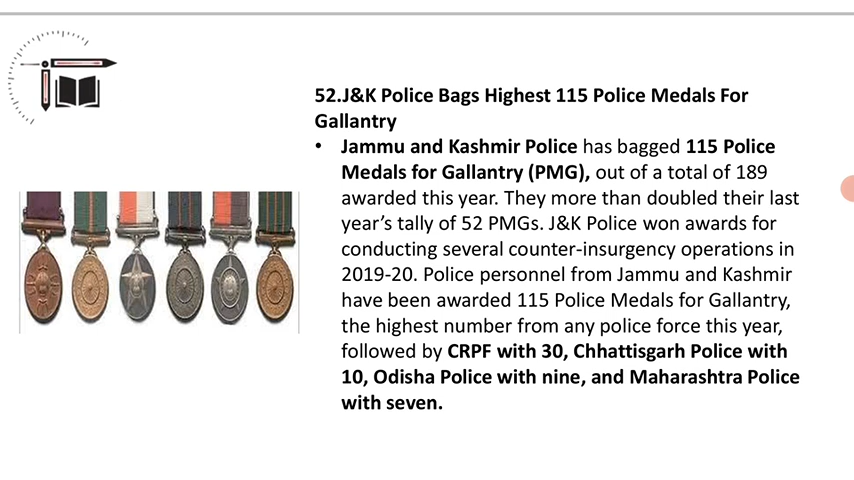 52.J&K Police Bags Highest 115 Police Medals For
Gallantry
• Jammu and Kashmir Police has bagged 115 Police
Medals for Gallantry (PMG), out of a total of 189
awarded this year. They more than doubled their last
year’s tally of 52 PMGs. J&K Police won awards for
conducting several counter-insurgency operations in
2019-20. Police personnel from Jammu and Kashmir
have been awarded 115 Police Medals for Gallantry,
the highest number from any police force this year,
followed by CRPF with 30, Chhattisgarh Police with
10, Odisha Police with nine, and Maharashtra Police
with seven.